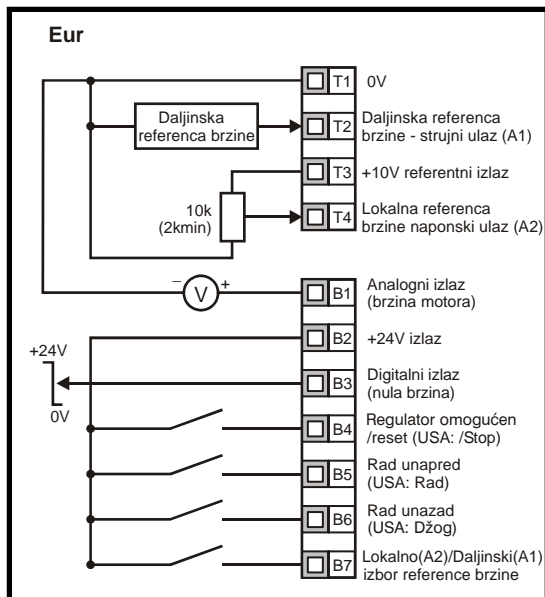 Eur
T1 0V
Daljinska
referenca brzine
T2 Daljinska referenca
brzine - strujni ulaz (A1)
T3 +10V referentni izlaz
10k
(2kmin)
T4 Lokalna referenca
brzine naponski ulaz (A2)
− V +
B1 Analogni izlaz
(brzina motora)
B2 +24V izlaz
+24V
0V
B3 Digitalni izlaz
(nula brzina)
B4 Regulator omogućen
/reset (USA: /Stop)
B5 Rad unapred
(USA: Rad)
B6 Rad unazad
(USA: Džog)
B7 Lokalno(A2)/Daljinski(A1)
izbor reference brzine